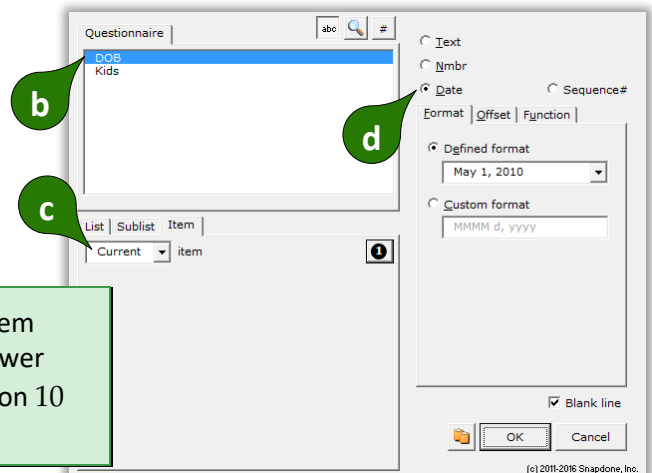 Questionnaire
abc
#
DOB
Kids
b
List
Sublist
Item
c
Current
item
1
em
wer
on 10
Text
Nmbr
Date
Sequence#
d
Format
Offset
Function
Defined format
May 1, 2010
Custom format
MMMM d, yyyy
Blank line
OK
Cancel
(c) 2011-2016 Snapdone, Inc.